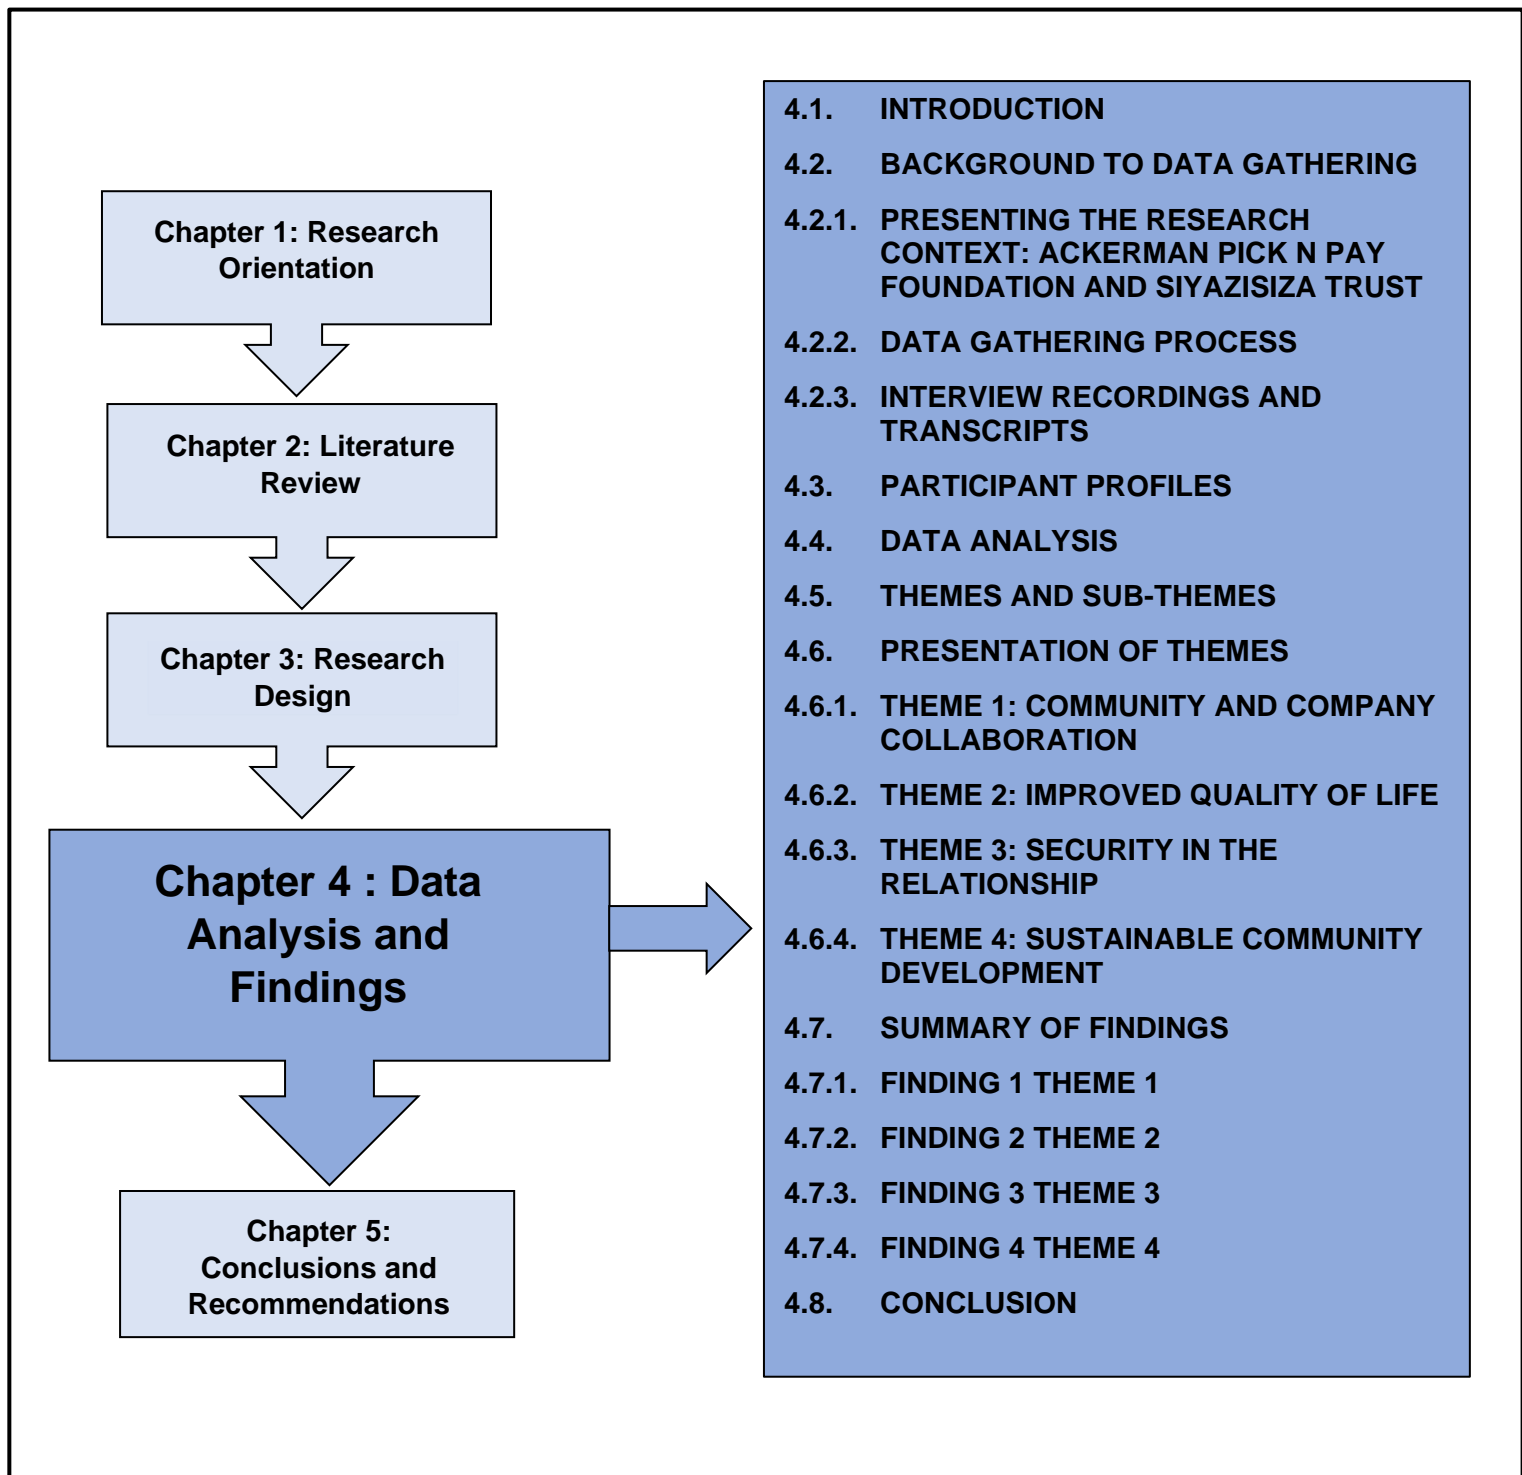 Chapter 1: Research
Orientation
Chapter 2: Literature
Review
Chapter 3: Research
Design
Chapter 4 : Data
Analysis and
Findings
Chapter 5:
Conclusions and
Recommendations
4.1. INTRODUCTION
4.2. BACKGROUND TO DATA GATHERING
4.2.1. PRESENTING THE RESEARCH
CONTEXT: ACKERMAN PICK N PAY
FOUNDATION AND SIYAZISIZA TRUST
4.2.2. DATA GATHERING PROCESS
4.2.3. INTERVIEW RECORDINGS AND
TRANSCRIPTS
4.3. PARTICIPANT PROFILES
4.4. DATA ANALYSIS
4.5. THEMES AND SUB-THEMES
4.6. PRESENTATION OF THEMES
4.6.1. THEME 1: COMMUNITY AND COMPANY
COLLABORATION
4.6.2. THEME 2: IMPROVED QUALITY OF LIFE
4.6.3. THEME 3: SECURITY IN THE
RELATIONSHIP
4.6.4. THEME 4: SUSTAINABLE COMMUNITY
DEVELOPMENT
4.7. SUMMARY OF FINDINGS
4.7.1. FINDING 1 THEME 1
4.7.2. FINDING 2 THEME 2
4.7.3. FINDING 3 THEME 3
4.7.4. FINDING 4 THEME 4
4.8. CONCLUSION